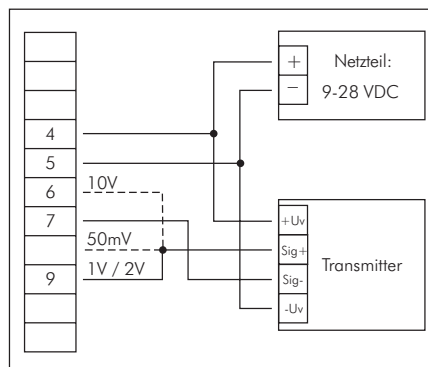 +
Netzteil:
−
9-28 VDC
4
5
6
10V
7
50mV
9
1V / 2V
+Uv
Sig+
Sig-
-Uv
Transmitter